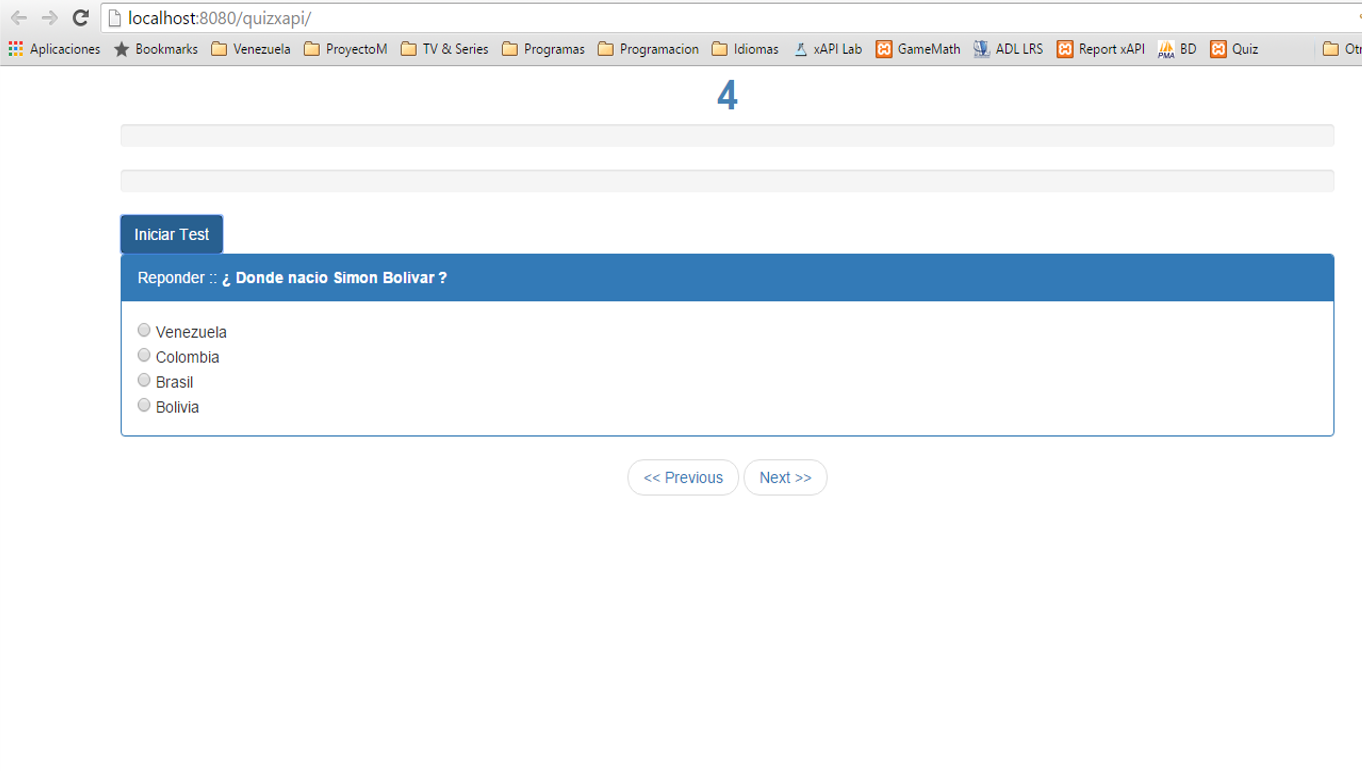 localhost:8080/quizxapi/
Aplicaciones Bookmarks Venezuela ProyectoM TV & Series Programas Programacion Idiomas xAPI Lab GameMath ADL LRS Report xAPI PMA BD Quiz
4
Iniciar Test
Reponder :: ¿ Donde nacio Simon Bolivar ?
Venezuela
Colombia
Brasil
Bolivia
<< Previous Next >>